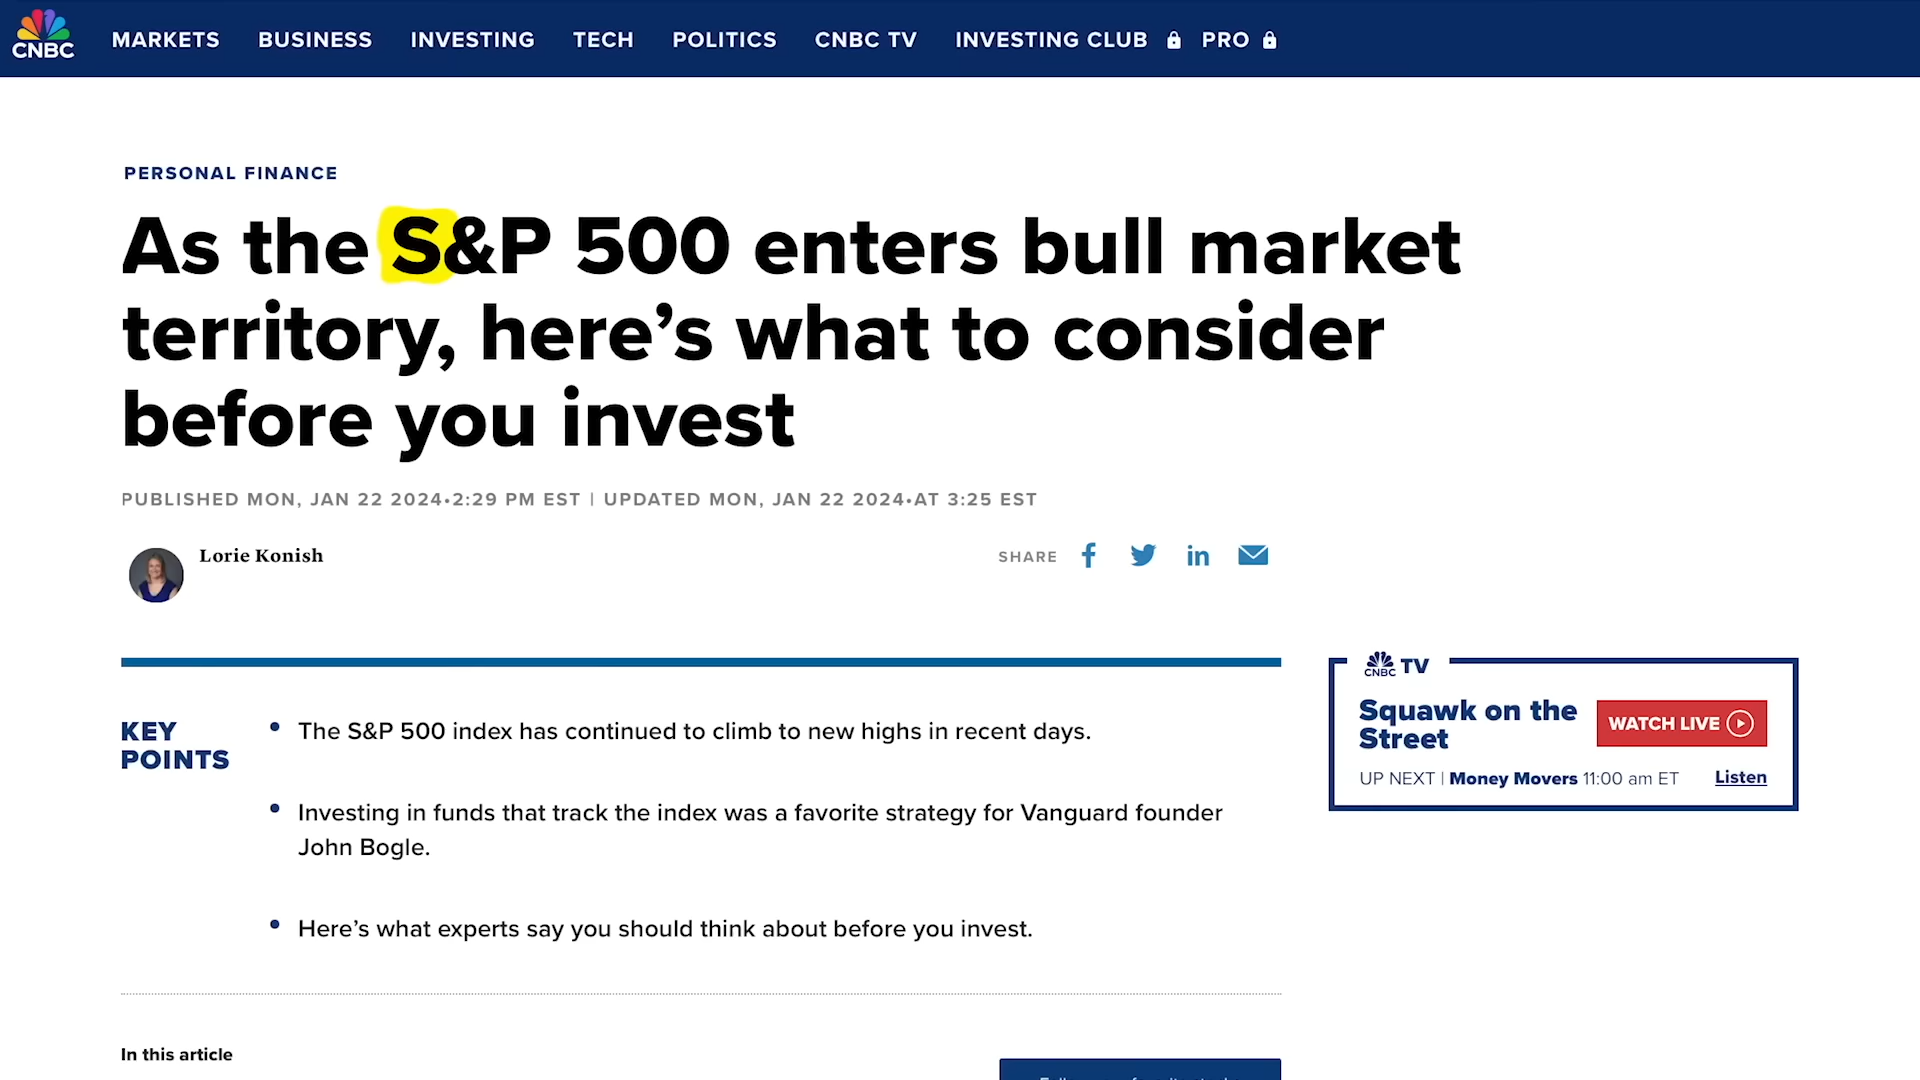 CNBC
MARKETS BUSINESS INVESTING TECH POLITICS CNBC TV INVESTING CLUB PRO
PERSONAL FINANCE
As the S&P 500 enters bull market
territory, here’s what to consider
before you invest
PUBLISHED MON, JAN 22 2024•2:29 PM EST | UPDATED MON, JAN 22 2024•AT 3:25 EST
Lorie Konish
SHARE
KEY
POINTS
The S&P 500 index has continued to climb to new highs in recent days.
Investing in funds that track the index was a favorite strategy for Vanguard founder
John Bogle.
Here’s what experts say you should think about before you invest.
CNBC TV
Squawk on the
Street
WATCH LIVE
UP NEXT | Money Movers 11:00 am ET
Listen
In this article